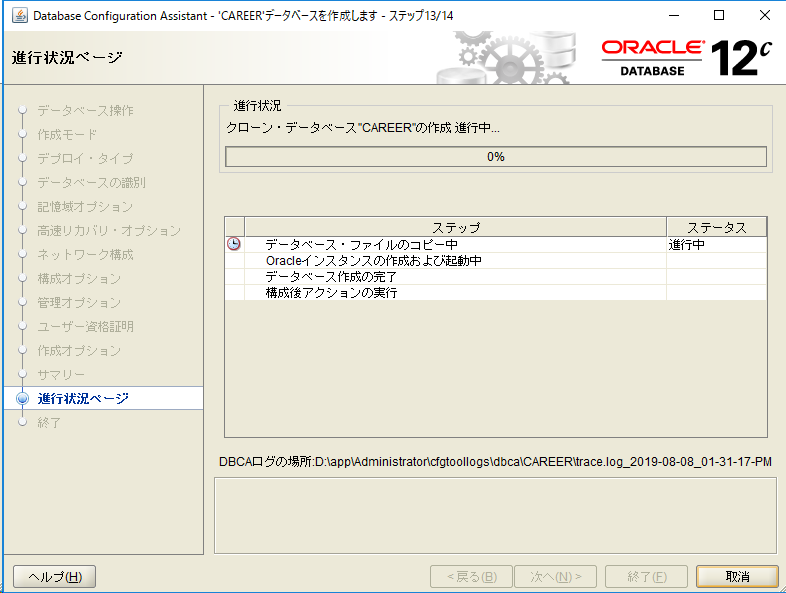 Database Configuration Assistant - 'CAREER'データベースを作成します - ステップ13/14
進行状況ページ
ORACLE
DATABASE
12c
データベース操作
作成モード
デプロイ・タイプ
データベースの識別
記憶域オプション
高速リカバリ・オプション
ネットワーク構成
構成オプション
管理オプション
ユーザー資格証明
作成オプション
サマリー
進行状況ページ
終了
進行状況
クローン・データベース"CAREER"の作成 進行中...
0%
ステップ ステータス
データベース・ファイルのコピー中 進行中
Oracleインスタンスの作成および起動中
データベース作成の完了
構成後アクションの実行
DBCAログの場所:D:\app\Administrator\cfgtoollogs\dbca\CAREER\trace.log_2019-08-08_01-31-17-PM
ヘルプ(H)
<戻る(B) 次へ(N)> 終了(F) 取消